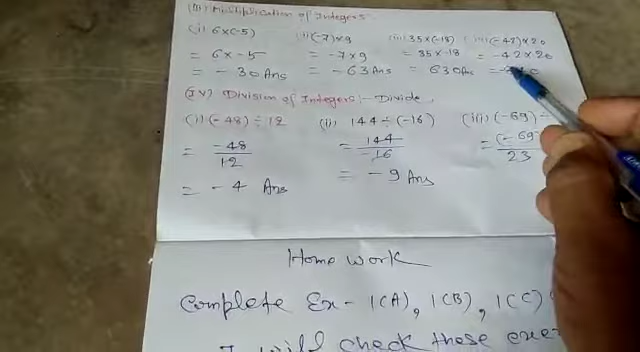 (III) Multiplication of Integers
(i) 6×(-5) (ii) (-7)×9 (iii) 35×(-18) (iv) (-42)×20
= 6×-5 = -7×9 = 35×-18 = -42×20
= -30 Ans = -63 Ans = 630 Ans =
(IV) Division of Integers:- Divide,
(i) (-48) ÷ 12 (ii) 144 ÷ (-16) (iii) (-69) ÷
= -48/12 = 144/-16 = (-69)/23
= -4 Ans = -9 Ans
Home work
Complete Ex- 1(A), 1(B), 1(C)
I will check these